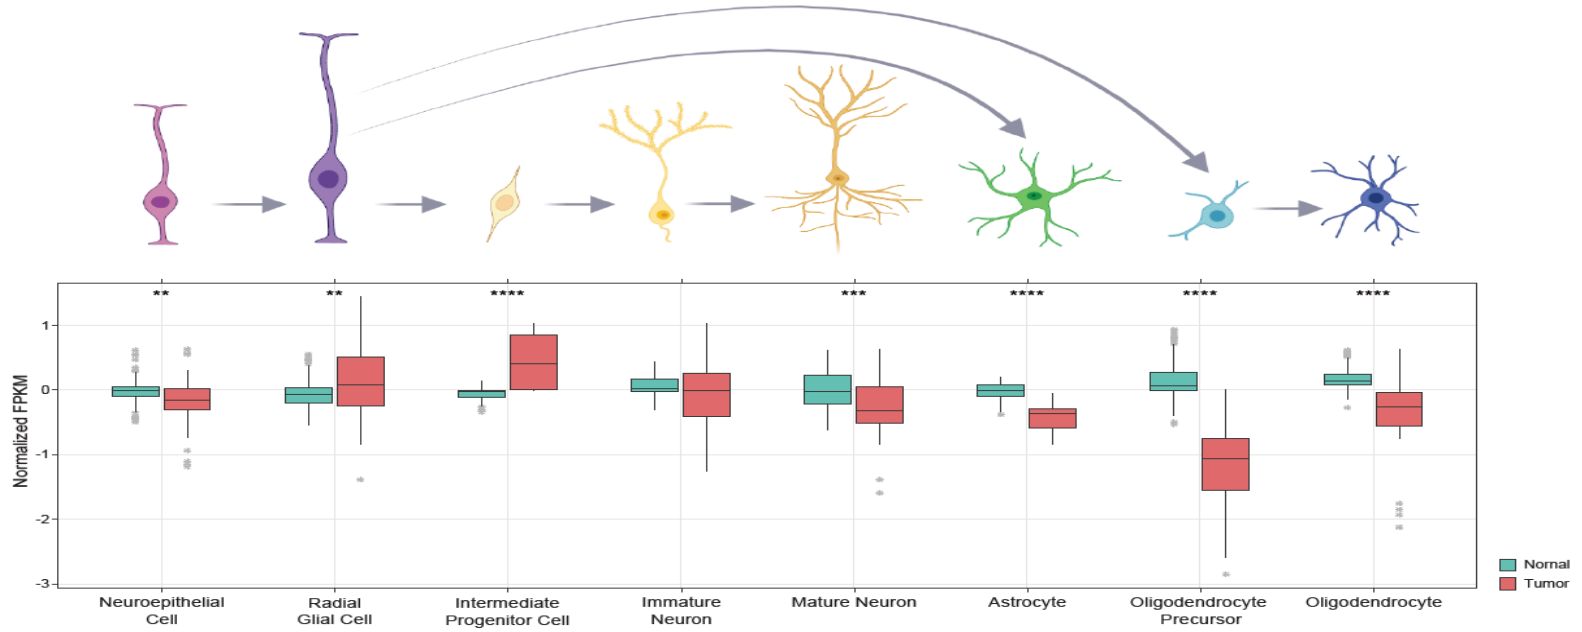 ** ** **** *** **** **** ****
1
0
-1
-2
-3
Normalized FPKM
Neuroepithelial
Cell
Radial
Glial Cell
Intermediate
Progenitor Cell
Immature
Neuron
Mature Neuron
Astrocyte
Oligodendrocyte
Precursor
Oligodendrocyte
Nornal
Tumor